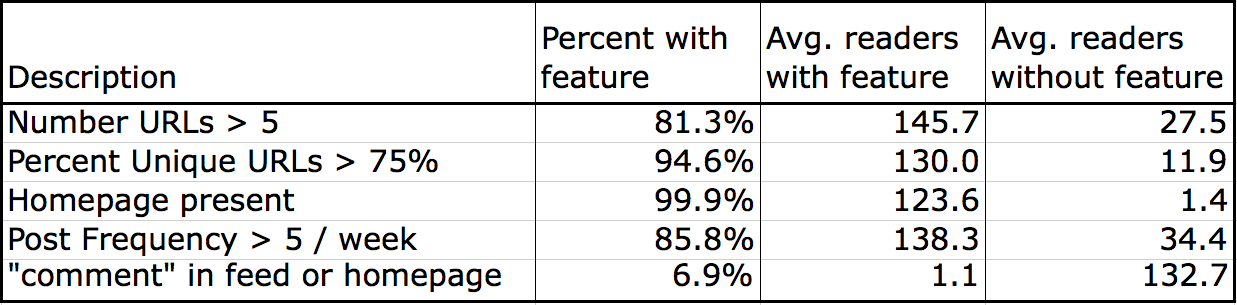 Description Percent with feature Avg. readers with feature Avg. readers without feature
Number URLs > 5 81.3% 145.7 27.5
Percent Unique URLs > 75% 94.6% 130.0 11.9
Homepage present 99.9% 123.6 1.4
Post Frequency > 5 / week 85.8% 138.3 34.4
"comment" in feed or homepage 6.9% 1.1 132.7